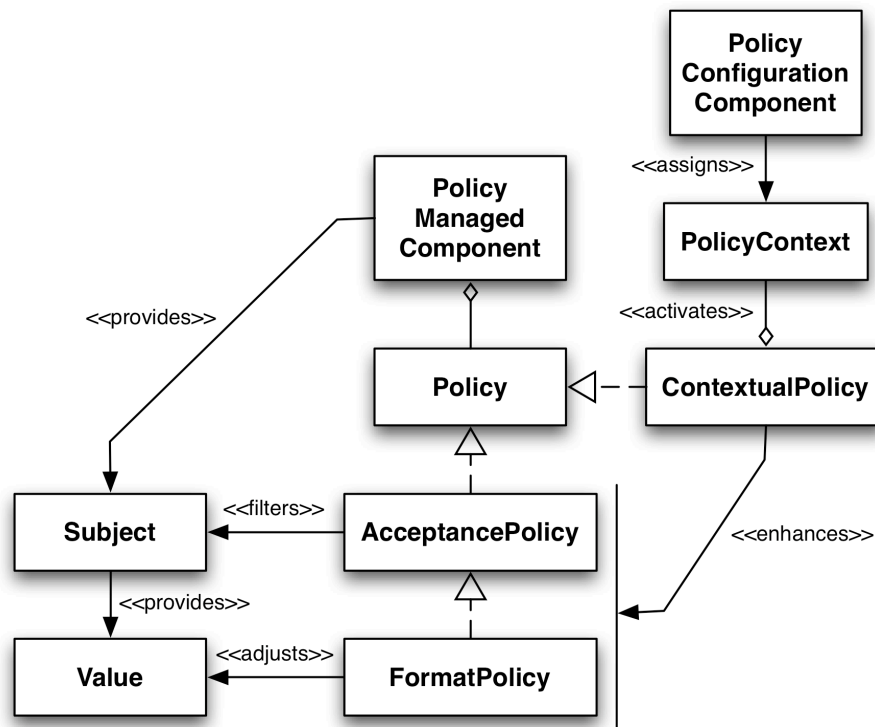 Policy
Configuration
Component
<<assigns>>
Policy
Managed
Component
PolicyContext
<<provides>>
<<activates>>
Policy
ContextualPolicy
Subject
<<filters>>
AcceptancePolicy
<<enhances>>
<<provides>>
Value
<<adjusts>>
FormatPolicy